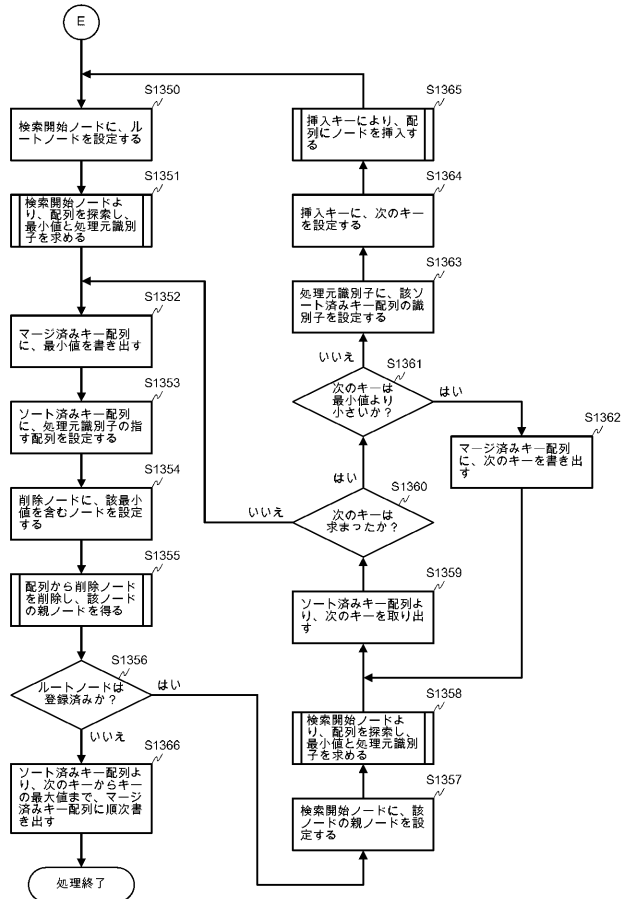 E
S1350
検索開始ノードに、ル
ートノードを設定する
S1351
検索開始ノードよ
り、配列を探索し、
最小値と処理元識別
子を求める
S1352
マージ済みキー配列
に、最小値を書き出す
S1353
ソート済みキー配列
に、処理元識別子の指
す配列を設定する
S1354
削除ノードに、該最小
値を含むノードを設定
する
S1355
配列から削除ノード
を削除し、該ノード
の親ノードを得る
S1356
ルートノードは
登録済みか?
はい
いいえ
S1366
ソート済みキー配列よ
り、次のキーからキー
の最大値まで、マージ
済みキー配列に順次書
き出す
処理終了
S1365
挿入キーにより、配
列にノードを挿入す
る
S1364
挿入キーに、次のキー
を設定する
S1363
処理元識別子に、該ソ
ート済みキー配列の識
別子を設定する
いいえ
S1361
次のキーは
最小値より
小さいか?
はい
S1362
マージ済みキー配列
に、次のキーを書き出
す
はい
S1360
次のキーは
求まったか?
いいえ
S1359
ソート済みキー配列よ
り、次のキーを取り出
す
S1358
検索開始ノードよ
り、配列を探索し、
最小値と処理元識別
子を求める
S1357
検索開始ノードに、該
ノードの親ノードを設
定する